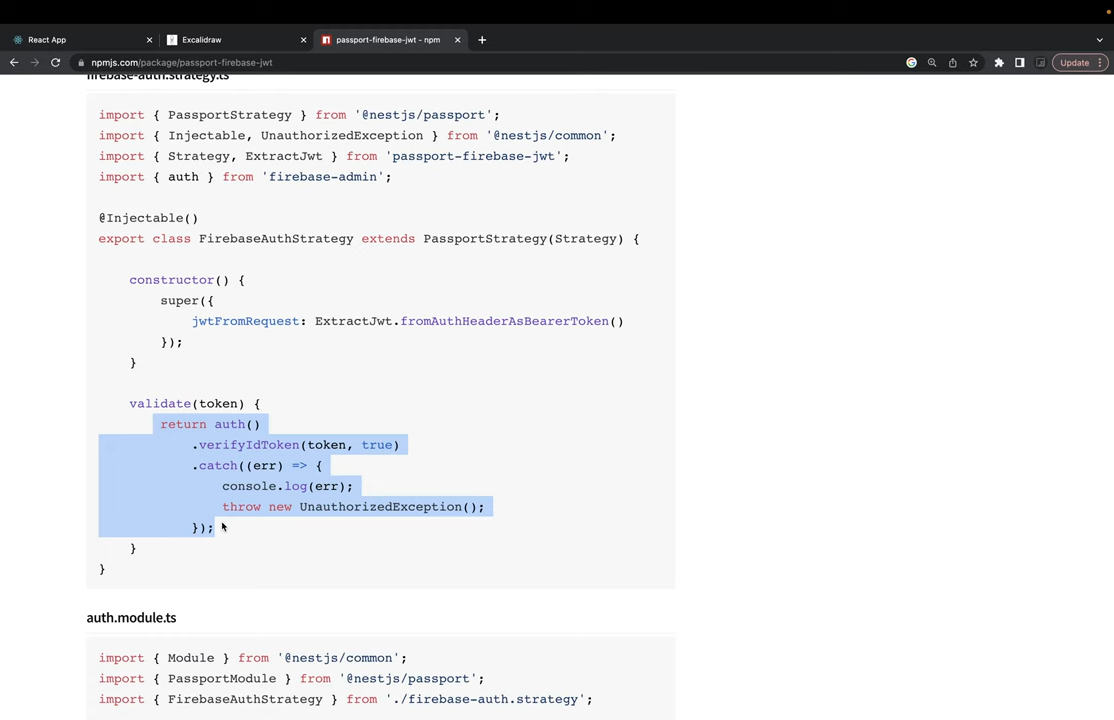 React App
Excalidraw
passport-firebase-jwt - npm
npmjs.com/package/passport-firebase-jwt
Update
firebase-auth.strategy.ts
import { PassportStrategy } from '@nestjs/passport';
import { Injectable, UnauthorizedException } from '@nestjs/common';
import { Strategy, ExtractJwt } from 'passport-firebase-jwt';
import { auth } from 'firebase-admin';
@Injectable()
export class FirebaseAuthStrategy extends PassportStrategy(Strategy) {
constructor() {
super({
jwtFromRequest: ExtractJwt.fromAuthHeaderAsBearerToken()
});
}
validate(token) {
return auth()
.verifyIdToken(token, true)
.catch((err) => {
console.log(err);
throw new UnauthorizedException();
});
}
}
auth.module.ts
import { Module } from '@nestjs/common';
import { PassportModule } from '@nestjs/passport';
import { FirebaseAuthStrategy } from './firebase-auth.strategy';